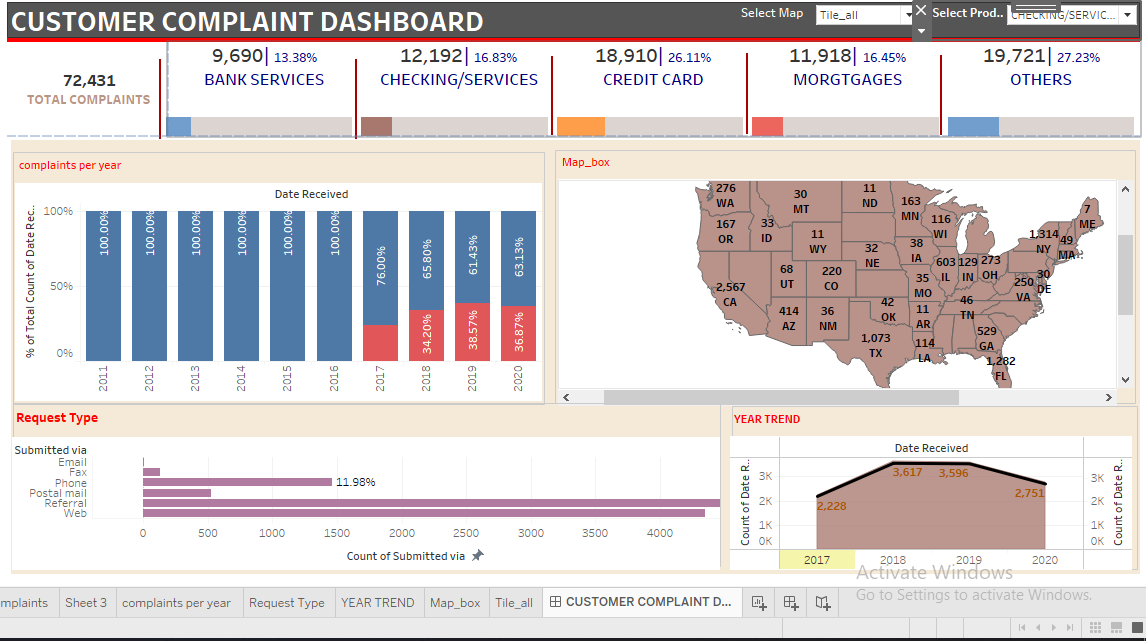 CUSTOMER COMPLAINT DASHBOARD
Select Map
Tile_all
Select Prod..
CHECKING/SERVIC...
72,431
TOTAL COMPLAINTS
9,690| 13.38%
BANK SERVICES
12,192| 16.83%
CHECKING/SERVICES
18,910| 26.11%
CREDIT CARD
11,918| 16.45%
MORGTGAGES
19,721| 27.23%
OTHERS
complaints per year
Date Received
% of Total Count of Date Rec..
100%
50%
0%
100.00%
100.00%
100.00%
100.00%
100.00%
100.00%
76.00%
65.80%
61.43%
63.13%
34.20%
38.57%
36.87%
2011
2012
2013
2014
2015
2016
2017
2018
2019
2020
Map_box
276
WA
30
MT
11
ND
163
MN
116
WI
7
ME
167
OR
33
ID
11
WY
1,314
NY
49
MA
38
IA
32
NE
603
IL
129
IN
273
OH
68
UT
220
CO
35
MO
250
VA
30
DE
2,567
CA
414
AZ
36
NM
42
OK
11
AR
46
TN
529
GA
1,073
TX
114
LA
1,282
FL
Request Type
Submitted via
Email
Fax
Phone
Postal mail
Referral
Web
11.98%
0 500 1000 1500 2000 2500 3000 3500 4000
Count of Submitted via
YEAR TREND
Date Received
Count of Date R..
3K
2K
1K
0K
2,228
3,617
3,596
2,751
3K
2K
1K
0K
Count of Date R..
2017 2018 2019 2020
Activate Windows
Go to Settings to activate Windows.
mplaints Sheet 3 complaints per year Request Type YEAR TREND Map_box Tile_all CUSTOMER COMPLAINT D...